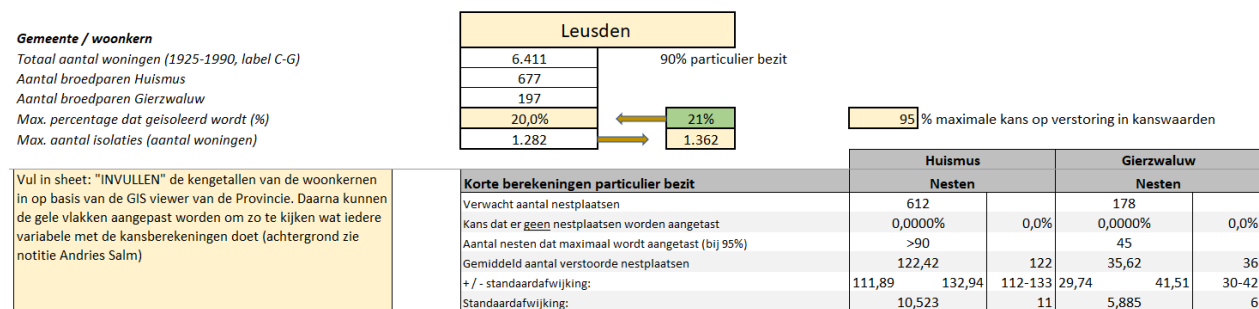 Leusden
Gemeente / woonkern
Totaal aantal woningen (1925-1990, label C-G) 6.411 90% particulier bezit
Aantal broedparen Huismus 677
Aantal broedparen Gierzwaluw 197
Max. percentage dat geisoleerd wordt (%) 20,0% 21% 95 % maximale kans op verstoring in kanswaarden
Max. aantal isolaties (aantal woningen) 1.282 1.362
Huismus Gierzwaluw
Vul in sheet: "INVULLEN" de kengetallen van de woonkernen
in op basis van de GIS viewer van de Provincie. Daarna kunnen
de gele vlakken aangepast worden om zo te kijken wat iedere
variabele met de kansberekeningen doet (achtergrond zie
notitie Andries Salm)
Korte berekeningen particulier bezit Nesten Nesten
Verwacht aantal nestplaatsen 612 178
Kans dat er geen nestplaatsen worden aangetast 0,0000% 0,0% 0,0000% 0,0%
Aantal nesten dat maximaal wordt aangetast (bij 95%) >90 45
Gemiddeld aantal verstoorde nestplaatsen 122,42 122 35,62 36
+ / - standaardafwijking: 111,89 132,94 112-133 29,74 41,51 30-42
Standaardafwijking: 10,523 11 5,885 6